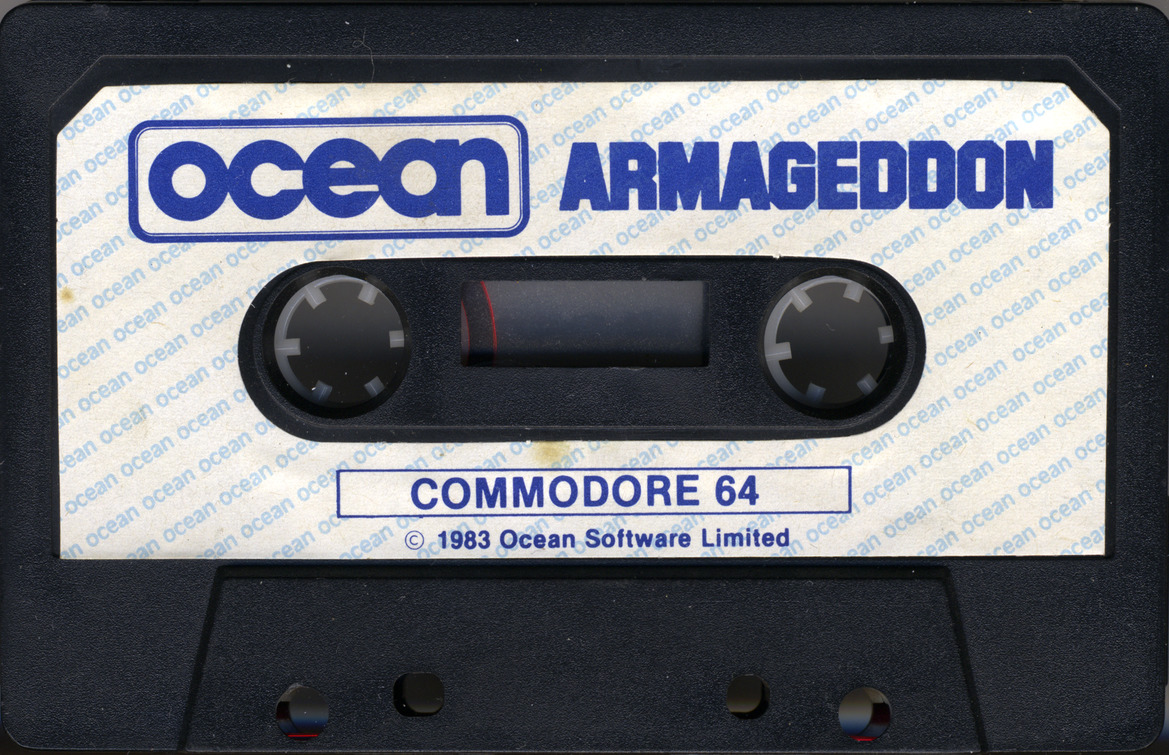 ocean ARMAGEDDON
COMMODORE 64
© 1983 Ocean Software Limited